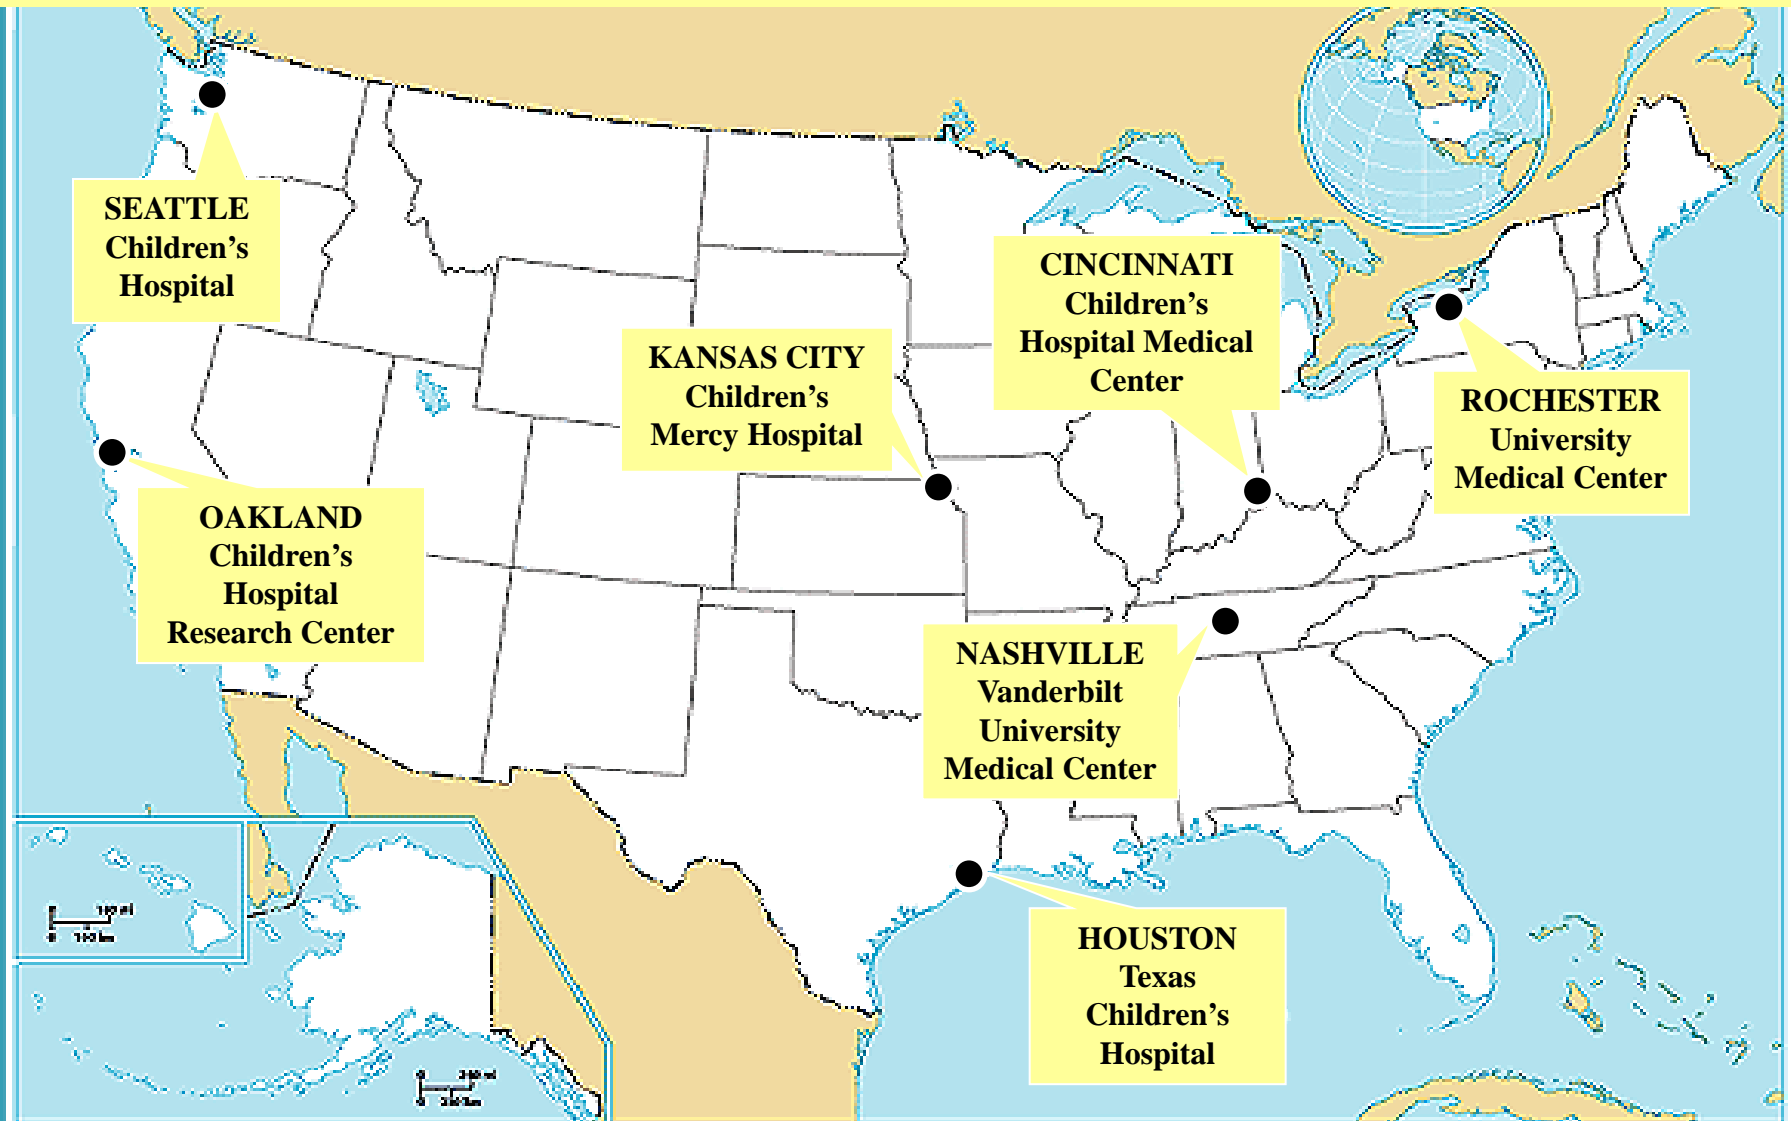 SEATTLE
Children's
Hospital
CINCINNATI
Children's
Hospital Medical
Center
KANSAS CITY
Children's
Mercy Hospital
ROCHESTER
University
Medical Center
OAKLAND
Children's
Hospital
Research Center
NASHVILLE
Vanderbilt
University
Medical Center
HOUSTON
Texas
Children's
Hospital